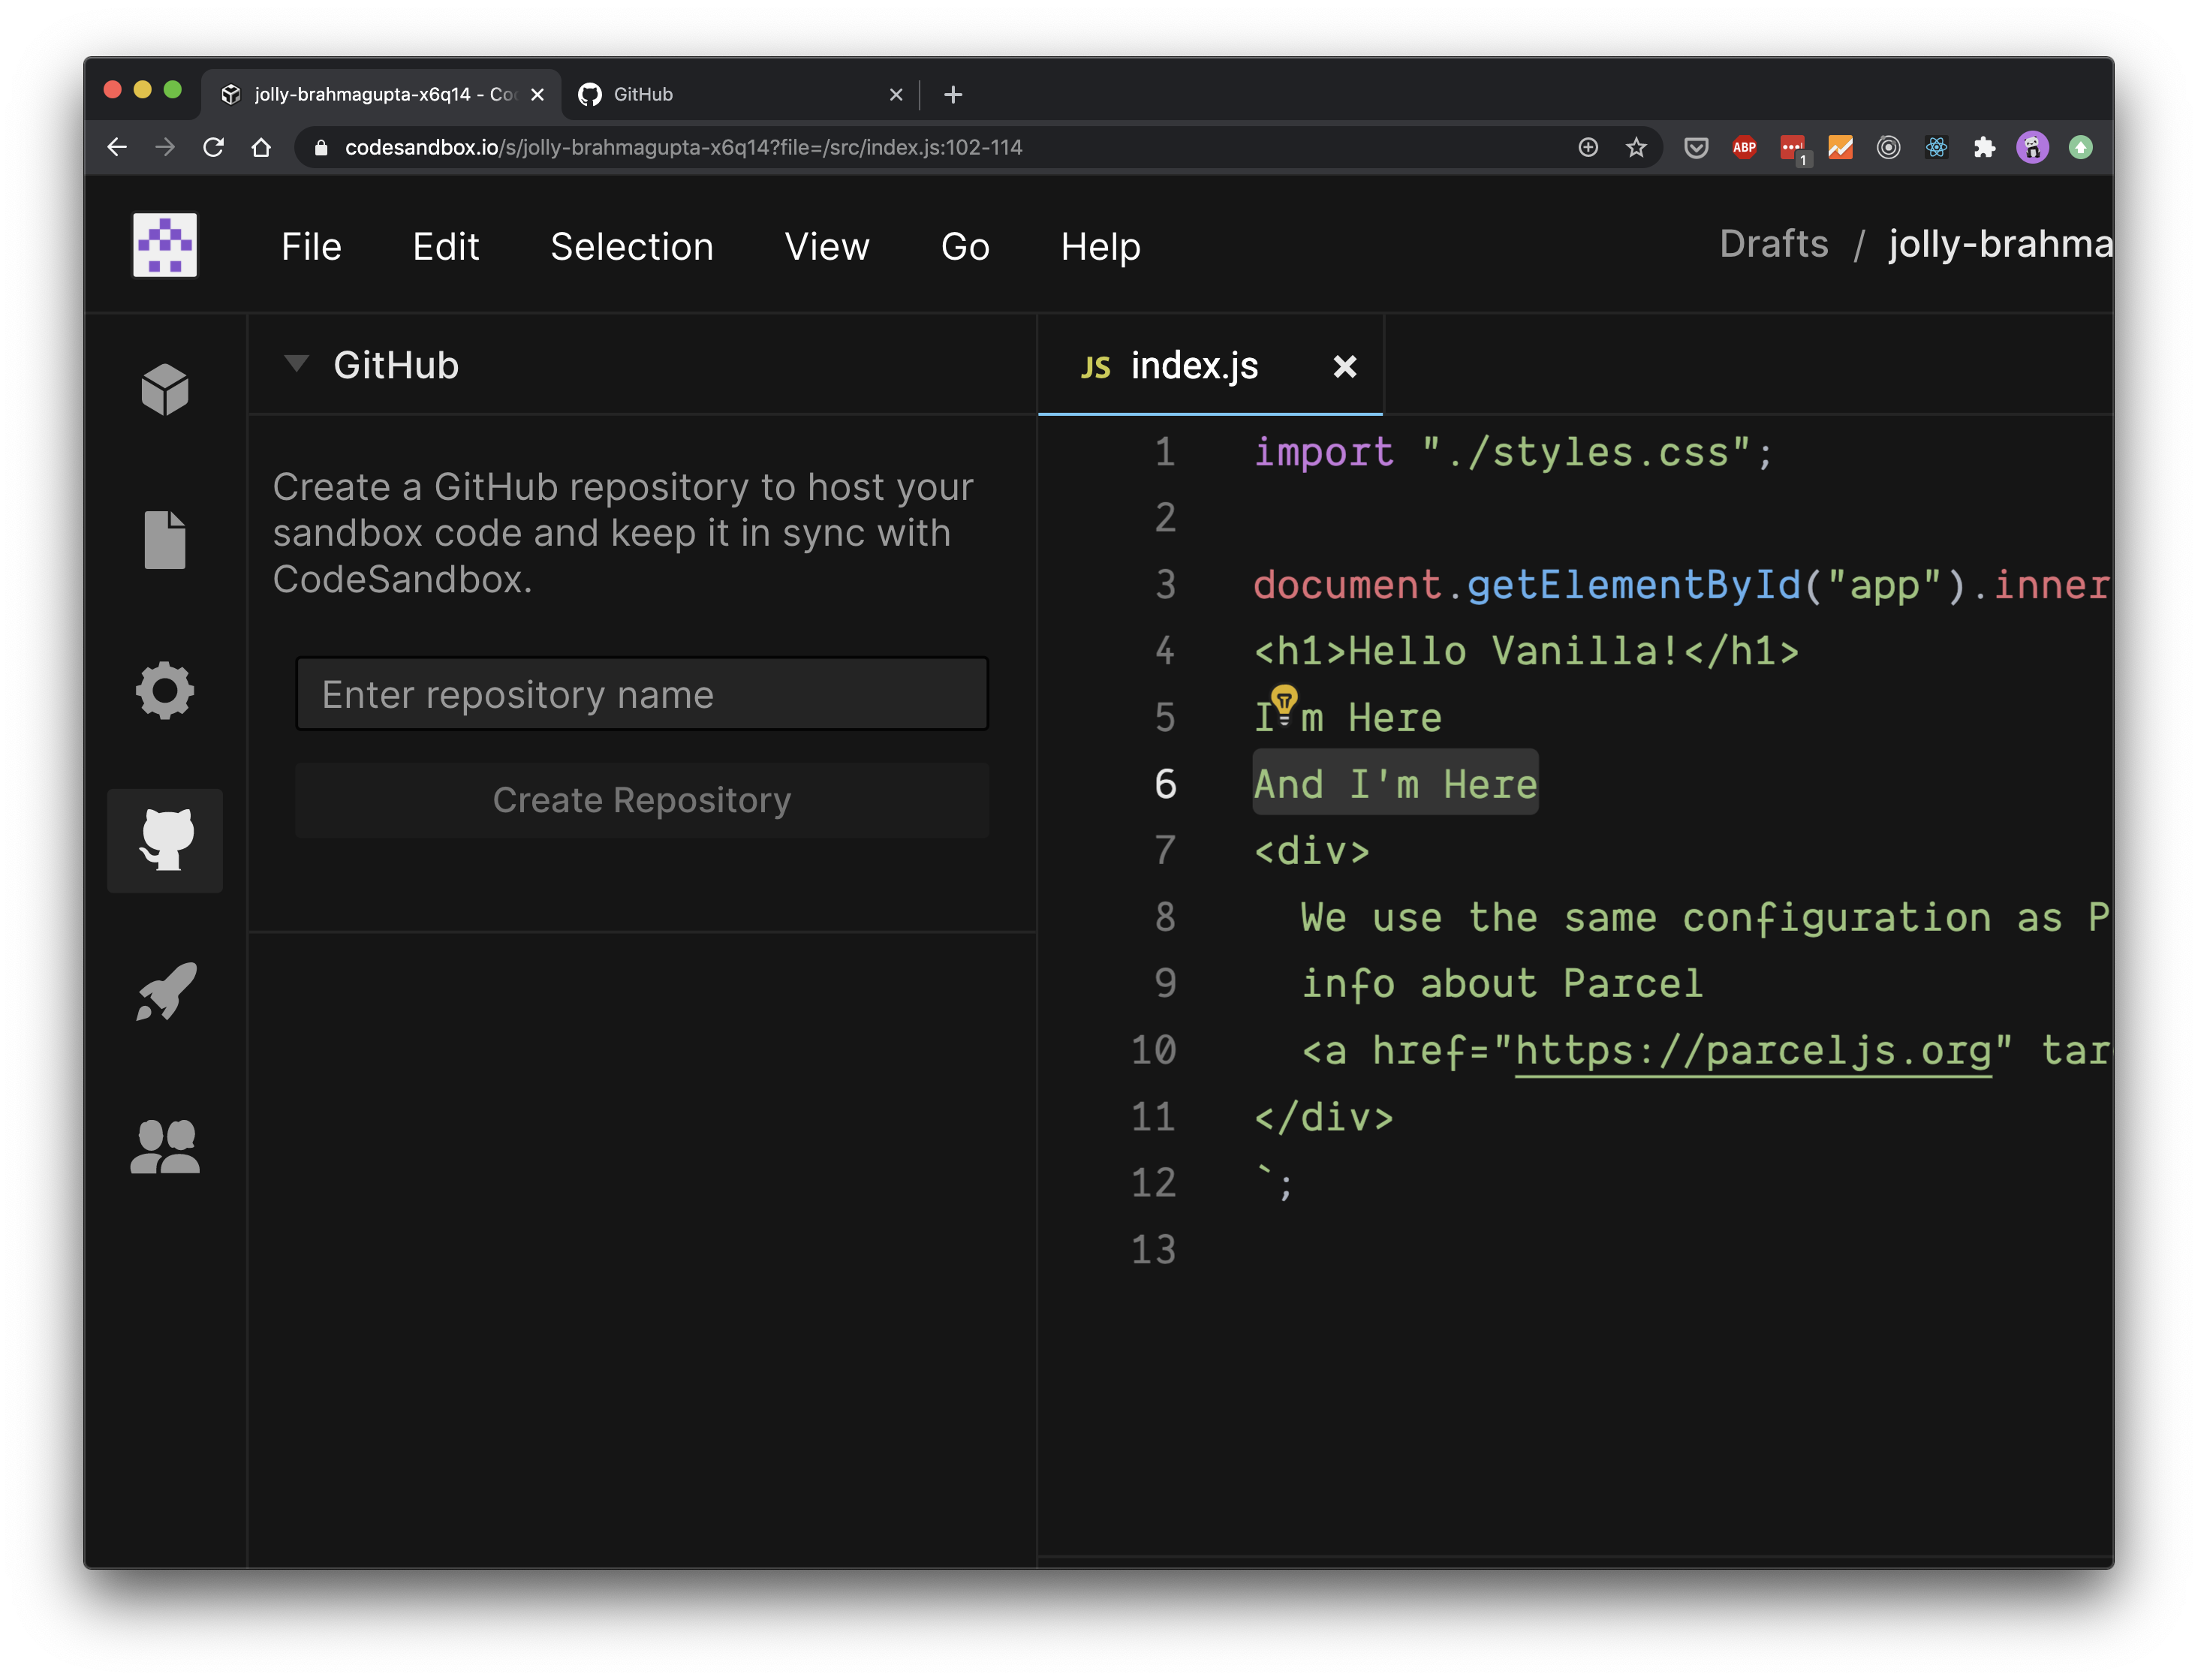 jolly-brahmagupta-x6q14 - Co
GitHub
codesandbox.io/s/jolly-brahmagupta-x6q14?file=/src/index.js:102-114
ABP
1
File Edit Selection View Go Help
Drafts / jolly-brahma
GitHub
Create a GitHub repository to host your
sandbox code and keep it in sync with
CodeSandbox.
Enter repository name
Create Repository
JS index.js
1 import "./styles.css";
2
3 document.getElementById("app").inner
4 <h1>Hello Vanilla!</h1>
5 I'm Here
6 And I'm Here
7 <div>
8 We use the same configuration as P
9 info about Parcel
10 <a href="https://parceljs.org" tar
11 </div>
12 `;
13